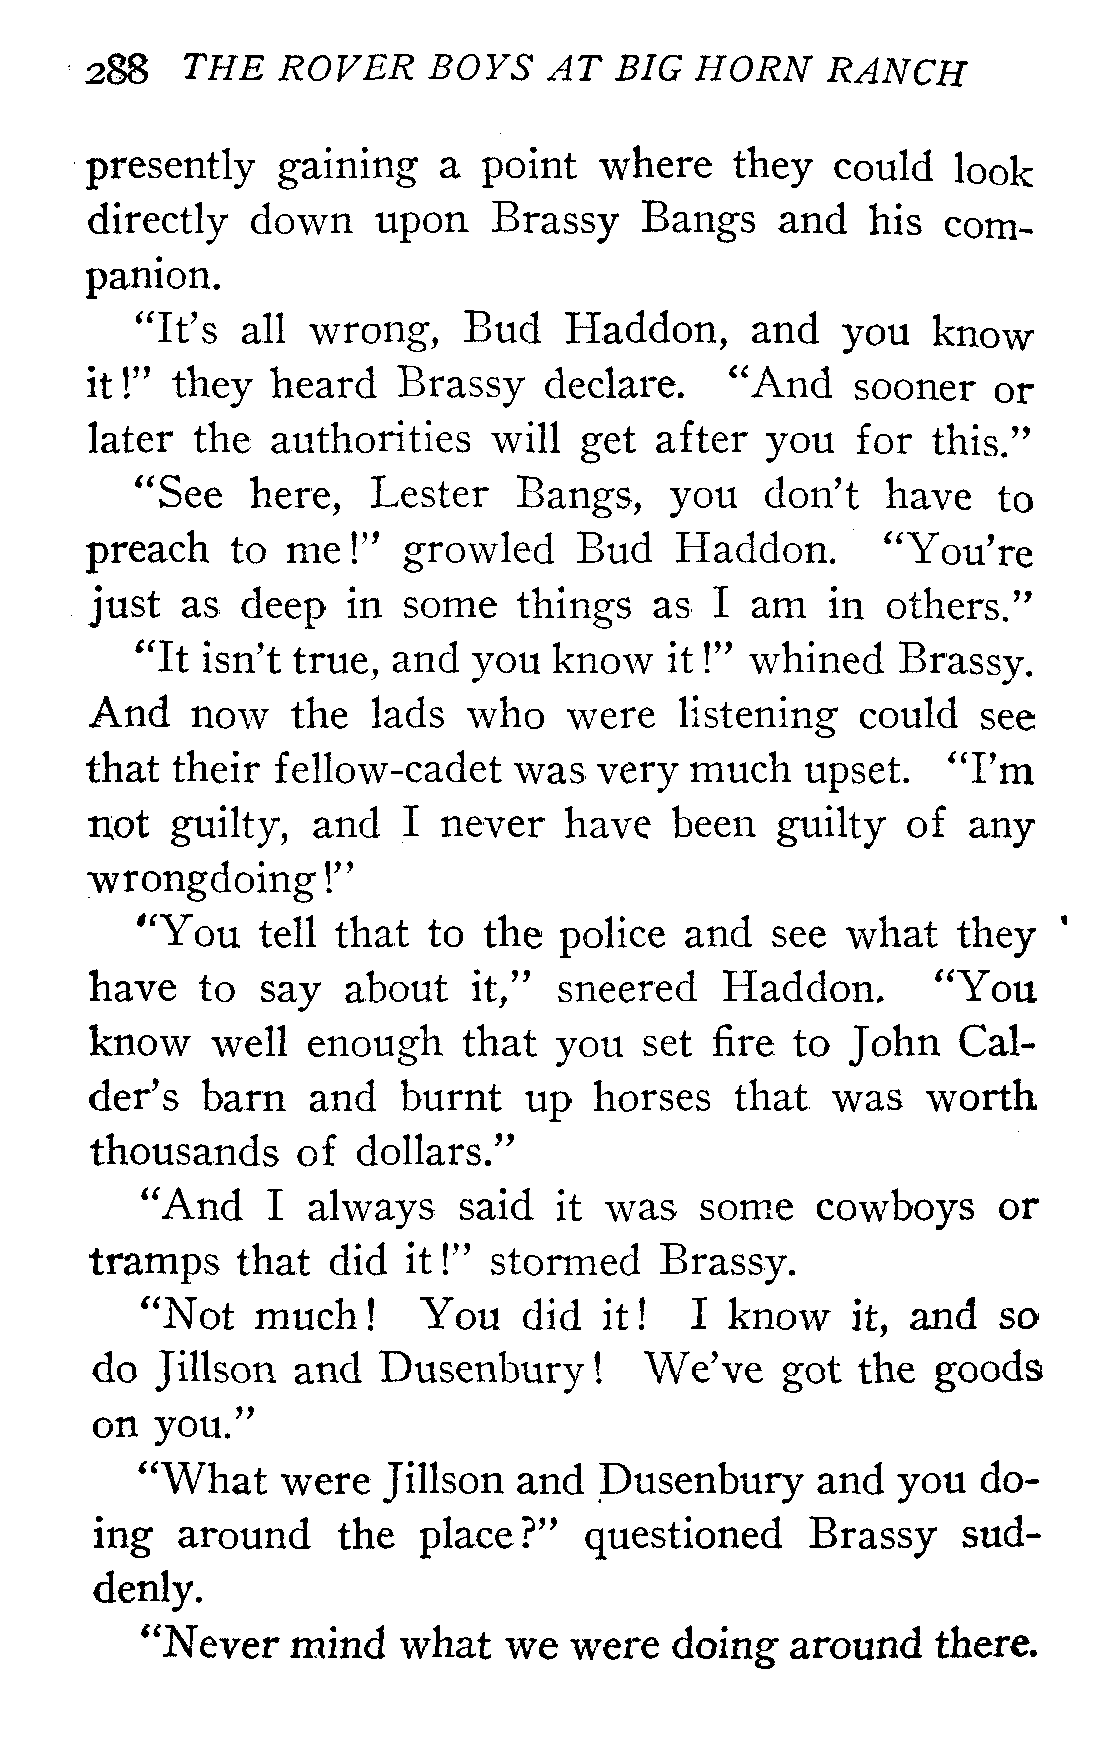 288 THE ROVER BOYS AT BIG HORN RANCH
presently gaining a point where they could look
directly down upon Brassy Bangs and his com-
panion.
“It’s all wrong, Bud Haddon, and you know
it!” they heard Brassy declare. “And sooner or
later the authorities will get after you for this.”
“See here, Lester Bangs, you don’t have to
preach to me!” growled Bud Haddon. “You’re
just as deep in some things as I am in others.”
“It isn’t true, and you know it!” whined Brassy.
And now the lads who were listening could see
that their fellow-cadet was very much upset. “I’m
not guilty, and I never have been guilty of any
wrongdoing!”
“You tell that to the police and see what they
have to say about it,” sneered Haddon. “You
know well enough that you set fire to John Cal-
der’s barn and burnt up horses that was worth
thousands of dollars.”
“And I always said it was some cowboys or
tramps that did it!” stormed Brassy.
“Not much! You did it! I know it, and so
do Jillson and Dusenbury! We’ve got the goods
on you.”
“What were Jillson and Dusenbury and you do-
ing around the place?” questioned Brassy sud-
denly.
“Never mind what we were doing around there.